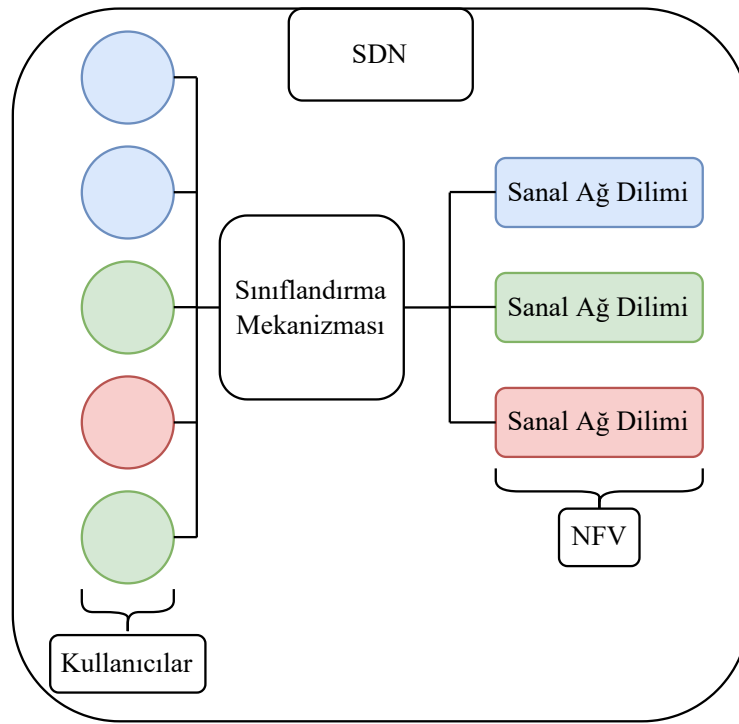 SDN
Sınıflandırma
Mekanizması
Sanal Ağ Dilimi
Sanal Ağ Dilimi
Sanal Ağ Dilimi
NFV
Kullanıcılar